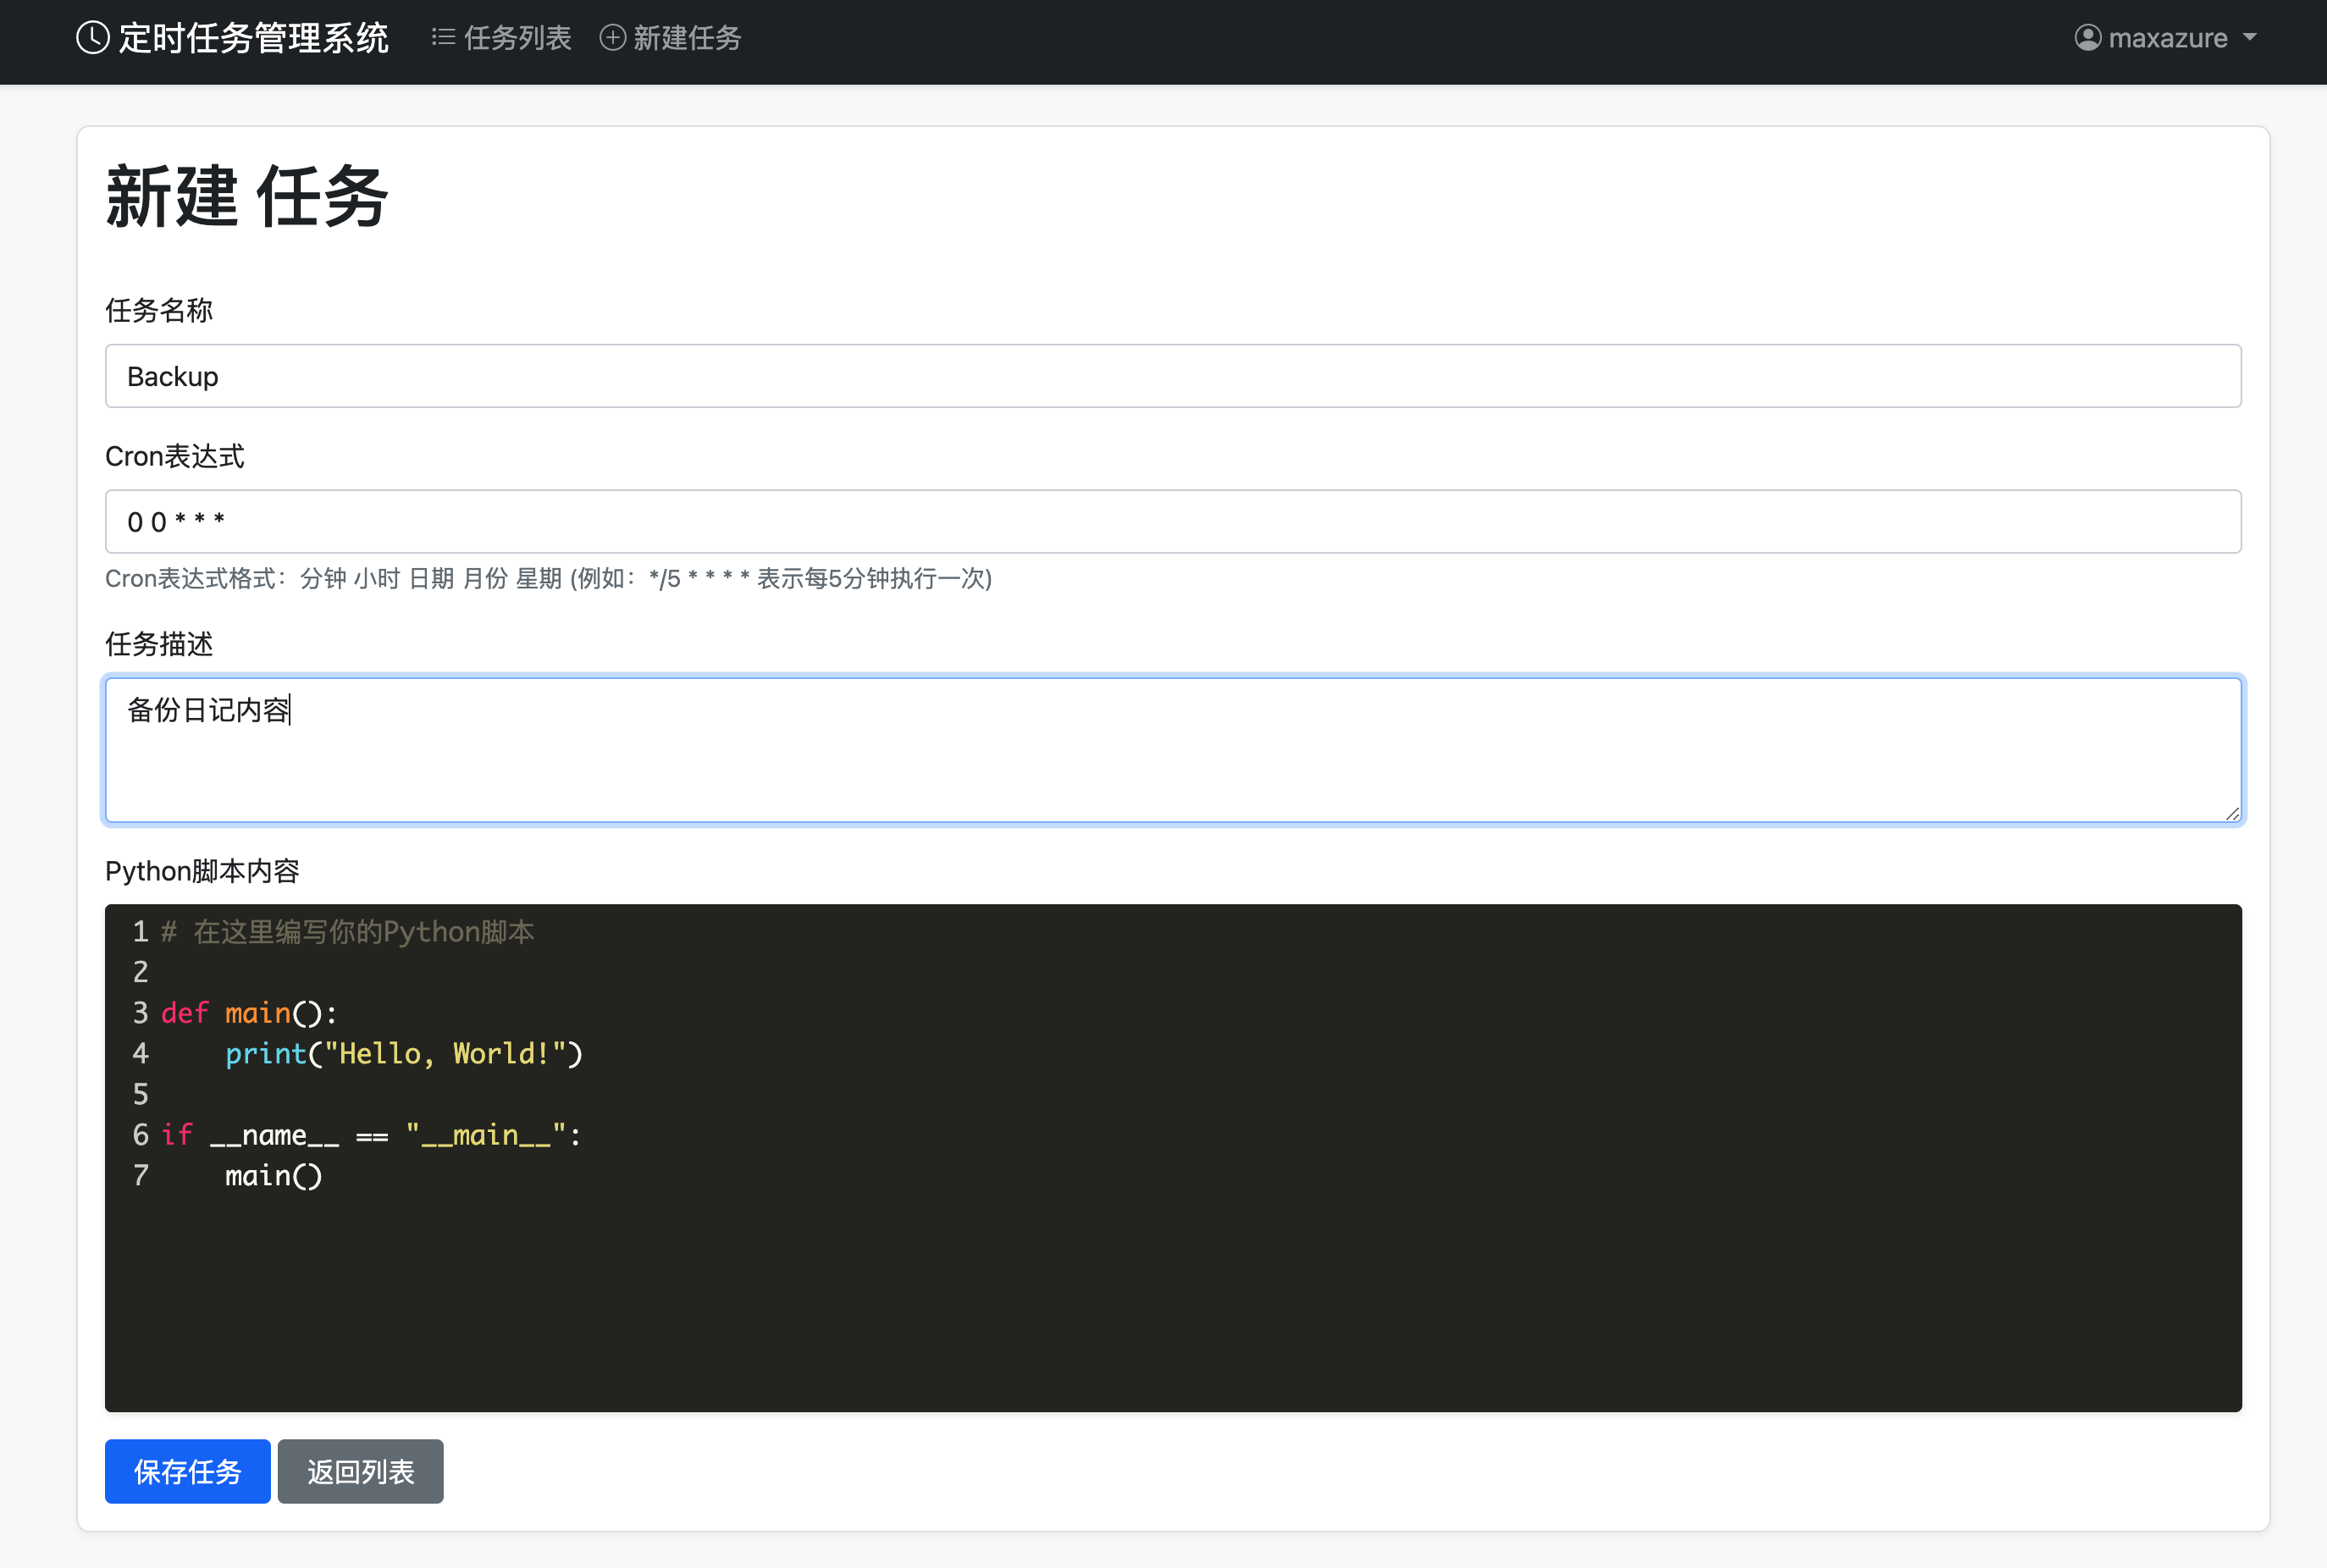 定时任务管理系统 任务列表 新建任务 maxazure
新建 任务
任务名称
Backup
Cron表达式
0 0 * * *
Cron表达式格式：分钟 小时 日期 月份 星期 (例如：*/5 * * * * 表示每5分钟执行一次)
任务描述
备份日记内容
Python脚本内容
1 # 在这里编写你的Python脚本
2
3 def main():
4     print("Hello, World!")
5
6 if __name__ == "__main__":
7     main()
保存任务 返回列表